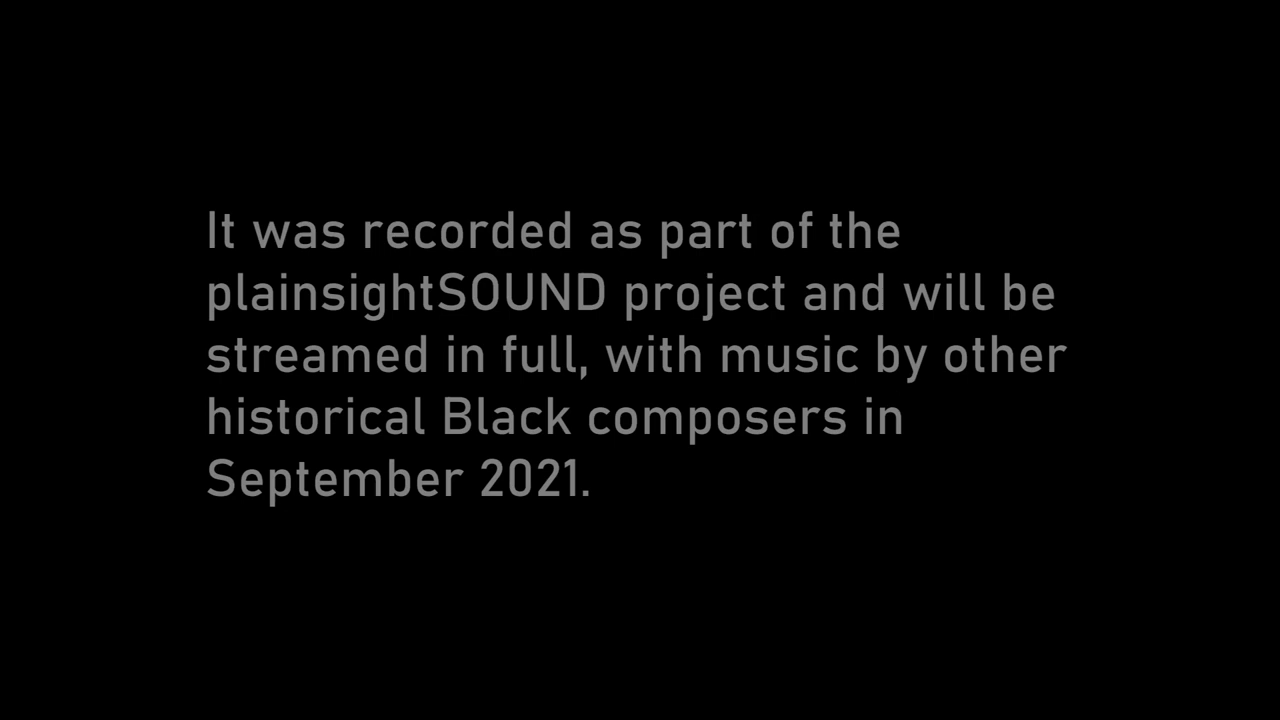 It was recorded as part of the
plainsightSOUND project and will be
streamed in full, with music by other
historical Black composers in
September 2021.